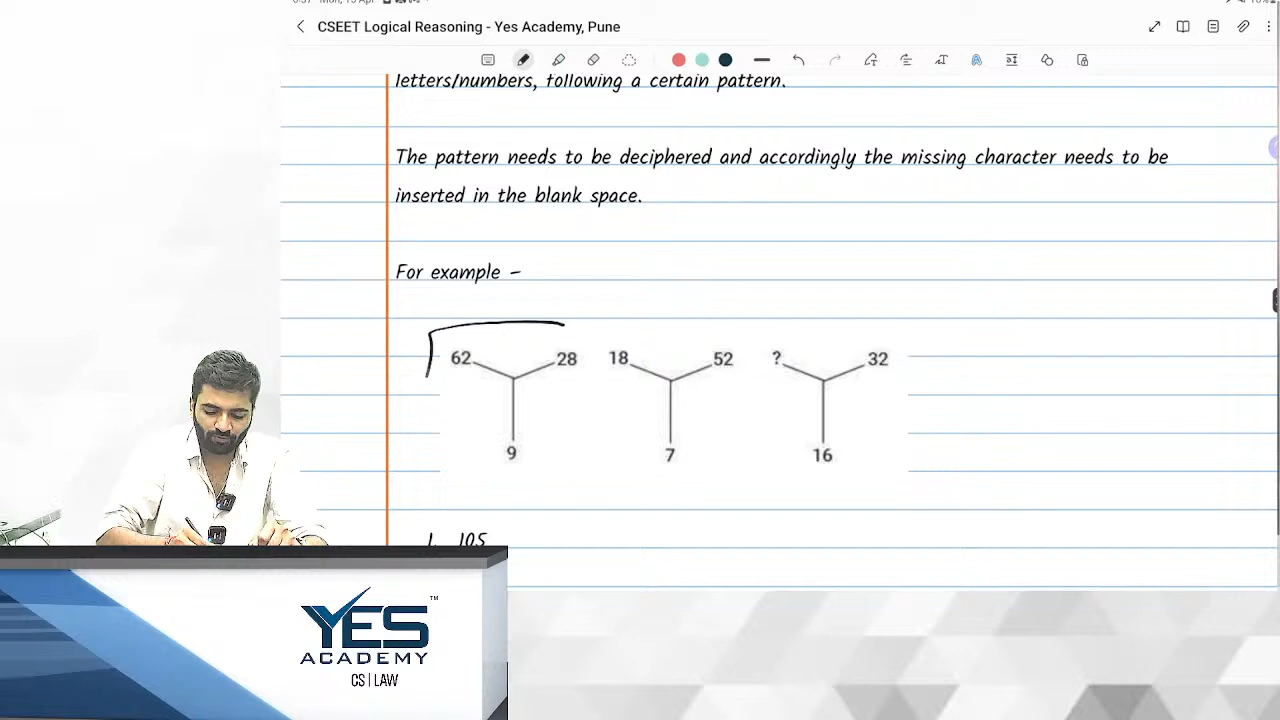 CSEET Logical Reasoning - Yes Academy, Pune
letters/numbers, following a certain pattern.
The pattern needs to be deciphered and accordingly the missing character needs to be
inserted in the blank space.
For example -
62 28 18 52 ? 32
9 7 16
1. 105
YES
ACADEMY
CS | LAW
TM